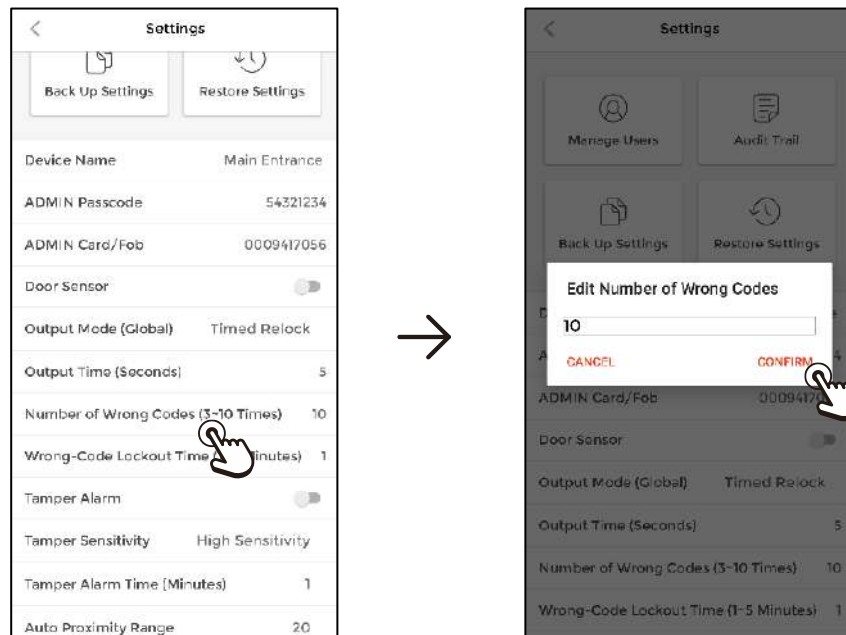 Settings
Back Up Settings Restore Settings
Device Name Main Entrance
ADMIN Passcode 54321234
ADMIN Card/Fob 0009417056
Door Sensor
Output Mode (Global) Timed Relock
Output Time (Seconds) 5
Number of Wrong Codes (3-10 Times) 10
Wrong-Code Lockout Time inutes) 1
Tamper Alarm
Tamper Sensitivity High Sensitivity
Tamper Alarm Time (Minutes) 1
Auto Proximity Range 20
Settings
Manage Users Audit Trail
Back Up Settings Restore Settings
Edit Number of Wrong Codes
10
CANCEL CONFIRM
ADMIN Card/Fob 00094170
Door Sensor
Output Mode (Global) Timed Relock
Output Time (Seconds) 5
Number of Wrong Codes (3-10 Times) 10
Wrong-Code Lockout Time (1-5 Minutes) 1